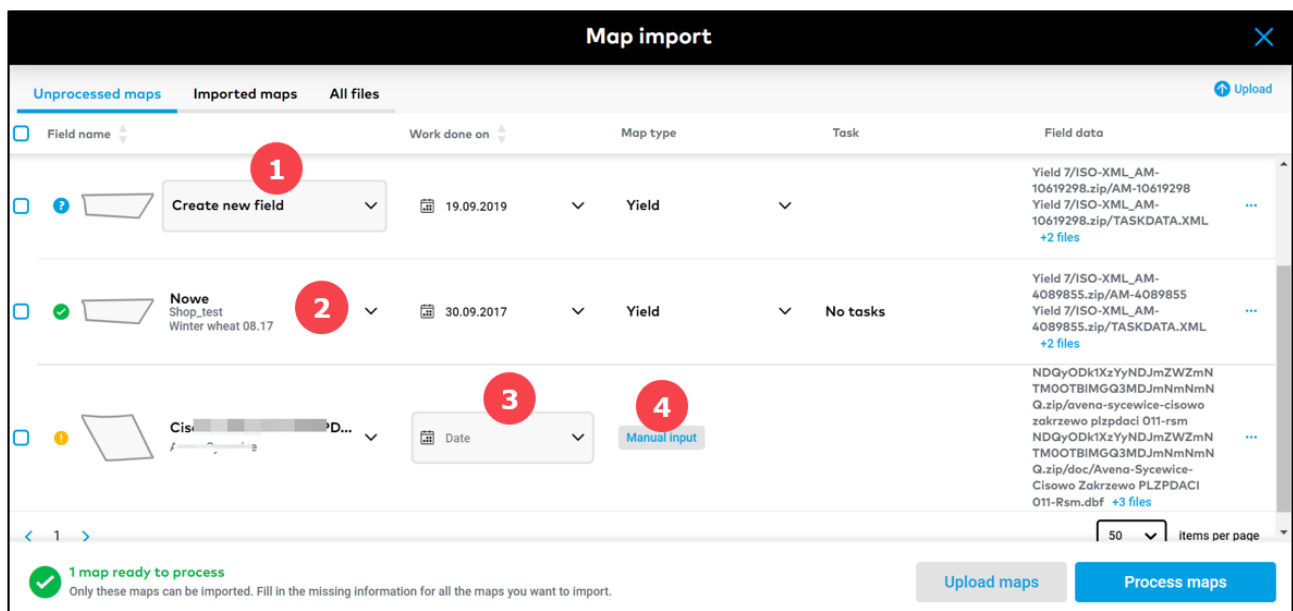 Map import
Unprocessed maps Imported maps All files Upload
Field name Work done on Map type Task Field data
1
Create new field 19.09.2019 Yield
Yield 7/ISO-XML_AM-
10619298.zip/AM-10619298
Yield 7/ISO-XML_AM-
10619298.zip/TASKDATA.XML
+2 files
Nowe
Shop_test
Winter wheat 08.17
2
30.09.2017 Yield No tasks
Yield 7/ISO-XML_AM-
4089855.zip/AM-4089855
Yield 7/ISO-XML_AM-
4089855.zip/TASKDATA.XML
+2 files
3
Date
4
Manual input
NDQyODk1XzYyNDJmZWZmN
TM0OTBlMGQ3MDJmNmNmN
Q.zip/avena-sycewice-cisowo
zakrzewo plzpdaci 011-rsm
NDQyODk1XzYyNDJmZWZmN
TM0OTBlMGQ3MDJmNmNmN
Q.zip/doc/Avena-Sycewice-
Cisowo Zakrzewo PLZPDACI
011-Rsm.dbf +3 files
1 50 items per page
1 map ready to process
Only these maps can be imported. Fill in the missing information for all the maps you want to import.
Upload maps Process maps